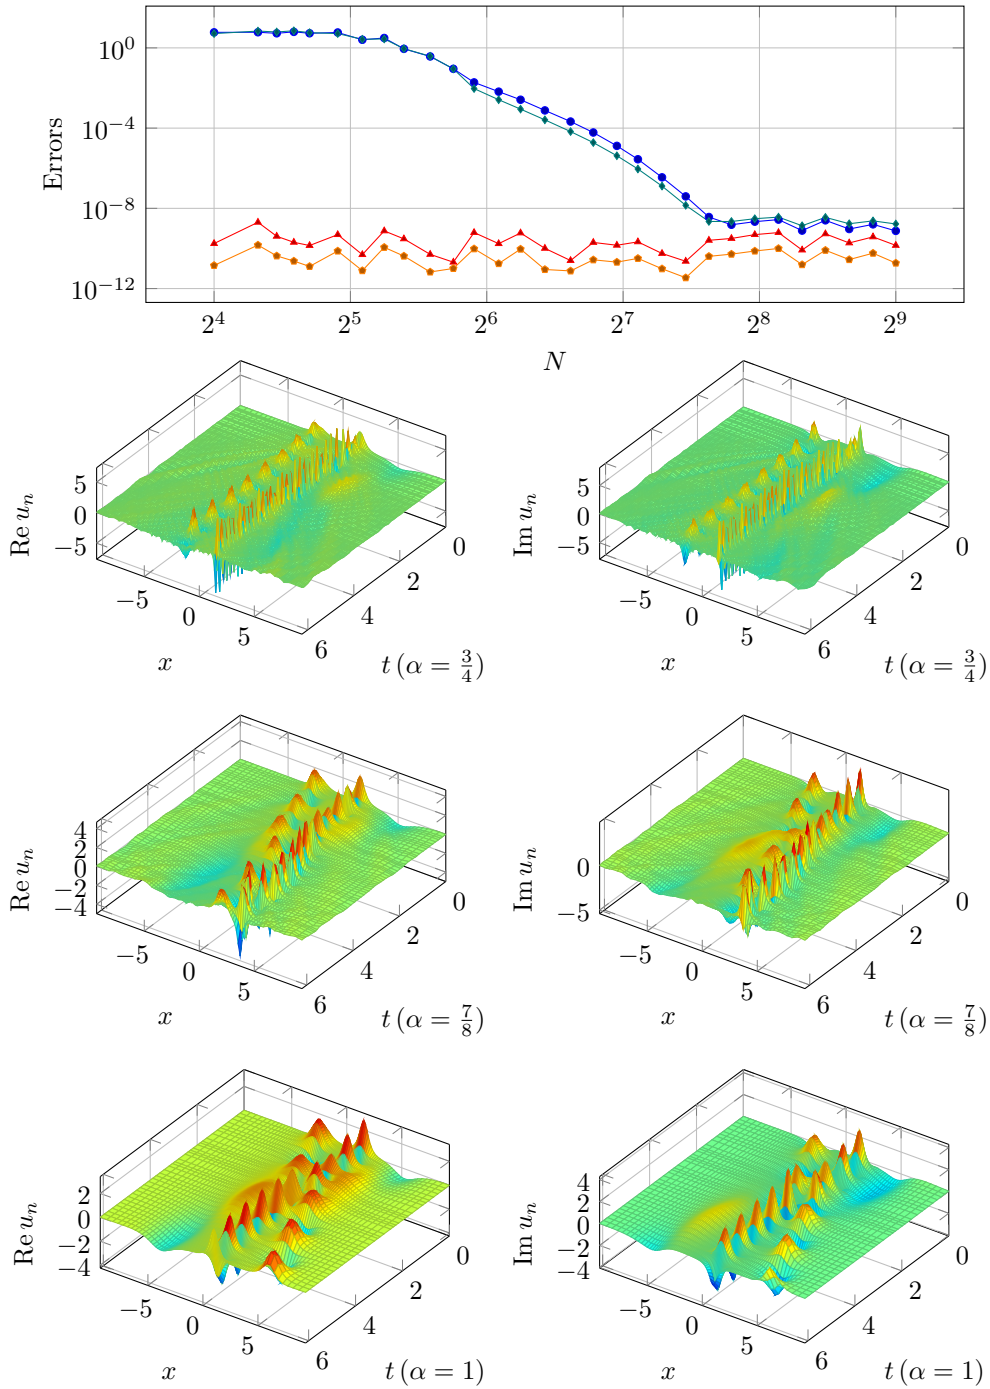 10^0
10^{-4}
10^{-8}
10^{-12}
Errors
2^4 2^5 2^6 2^7 2^8 2^9
N
5
0
−5
Re u_n
−5 0 5
x
0 2 4 6
t (α = 3/4)
5
0
−5
Im u_n
−5 0 5
x
0 2 4 6
t (α = 3/4)
4
2
0
−2
−4
Re u_n
−5 0 5
x
0 2 4 6
t (α = 7/8)
0
−5
Im u_n
−5 0 5
x
0 2 4 6
t (α = 7/8)
2
0
−2
−4
Re u_n
−5 0 5
x
0 2 4 6
t (α = 1)
4
2
0
−2
−4
Im u_n
−5 0 5
x
0 2 4 6
t (α = 1)